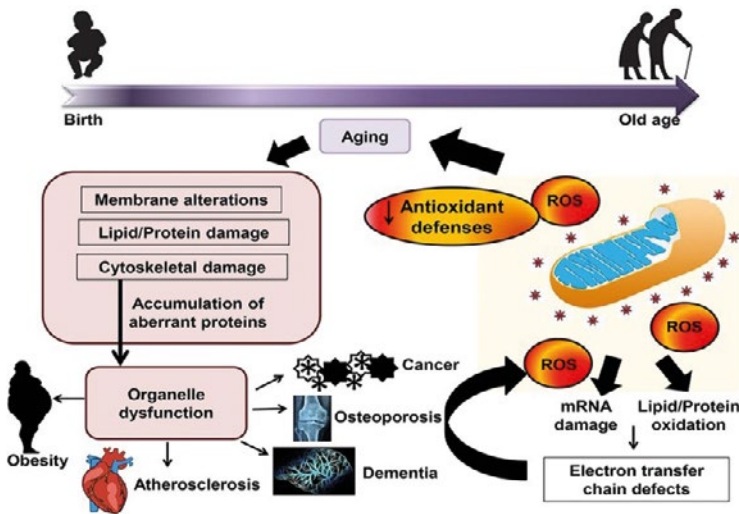 Birth
Old age
Aging
Membrane alterations
Lipid/Protein damage
Cytoskeletal damage
Accumulation of
aberrant proteins
Organelle
dysfunction
Obesity
Atherosclerosis
Cancer
Osteoporosis
Dementia
↓ Antioxidant
defenses
ROS
ROS
ROS
mRNA
damage
Lipid/Protein
oxidation
Electron transfer
chain defects